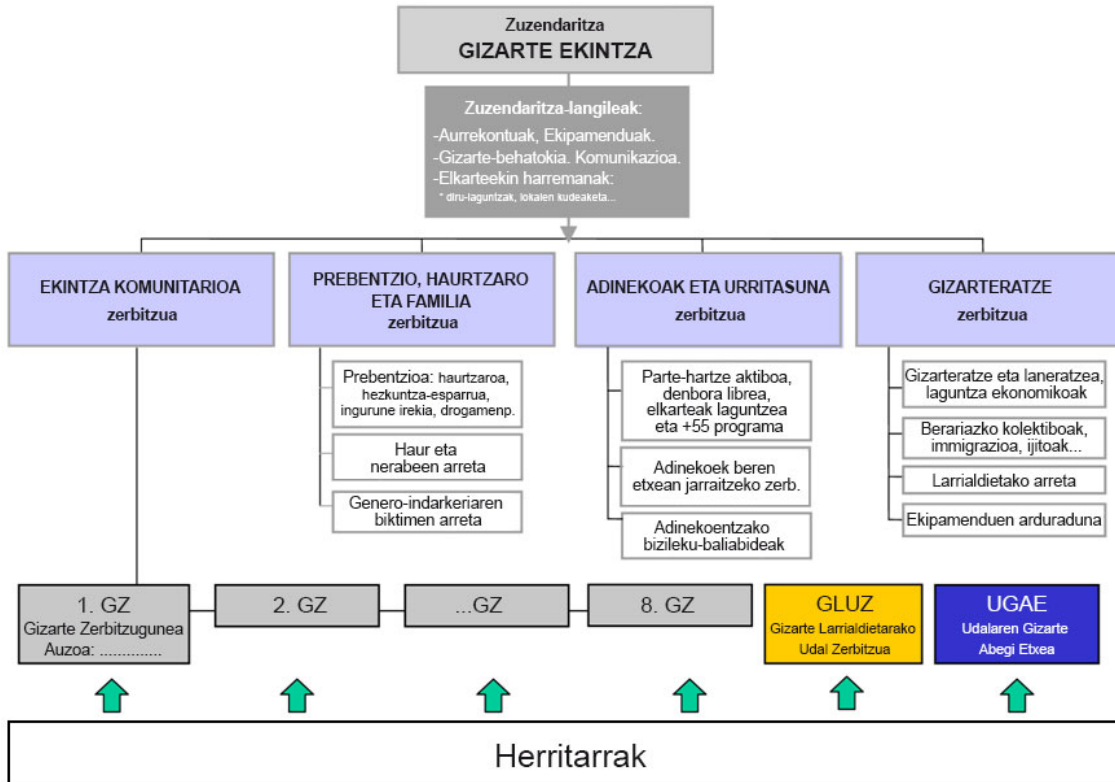 Zuzendaritza
GIZARTE EKINTZA
Zuzendaritza-langileak:
-Aurrekontuak, Ekipamenduak.
-Gizarte-behatokia. Komunikazioa.
-Elkarteekin harremanak:
* diru-laguntzak, lokalen kudeaketa...
EKINTZA KOMUNITARIOA
zerbitzua
PREBENTZIO, HAURTZARO
ETA FAMILIA
zerbitzua
ADINEKOAK ETA URRITASUNA
zerbitzua
GIZARTERATZE
zerbitzua
Prebentzioa: haurtzaroa,
hezkuntza-esparrua,
ingurune irekia, drogamenp.
Haur eta
nerabeen arreta
Genero-indarkeriaren
biktimen arreta
Parte-hartze aktiboa,
denbora librea,
elkarteak laguntzea
eta +55 programa
Adinekoek beren
etxean jarraitzeko zerb.
Adinekoentzako
bizileku-baliabideak
Gizarteratze eta laneratzea,
laguntza ekonomikoak
Berariazko kolektiboak,
immigrazioa, ijitoak...
Larrialdietako arreta
Ekipamenduen arduraduna
1. GZ
Gizarte Zerbitzugunea
Auzoa: ..............
2. GZ
...GZ
8. GZ
GLUZ
Gizarte Larrialdietarako
Udal Zerbitzua
UGAE
Udalaren Gizarte
Abegi Etxea
Herritarrak